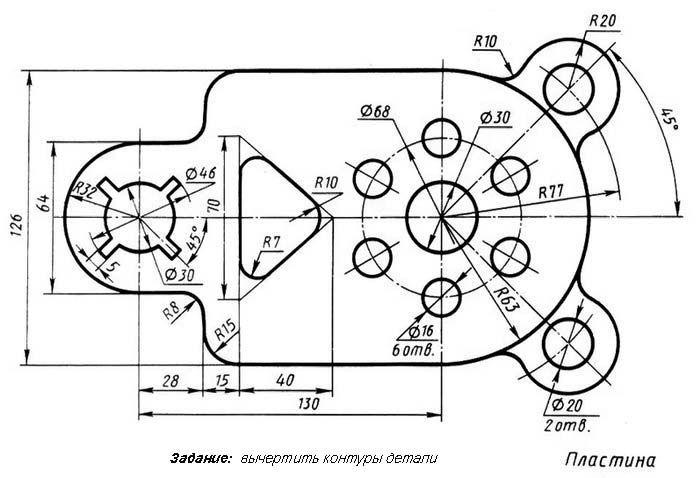 R20
R10
45°
Ø68
Ø30
Ø46
R32
R10
R77
126
64
70
45°
R7
5
Ø30
R63
R8
R15
Ø16
6 отв.
28
15
40
Ø20
2 отв.
130
Задание: вычертить контуры детали
Пластина